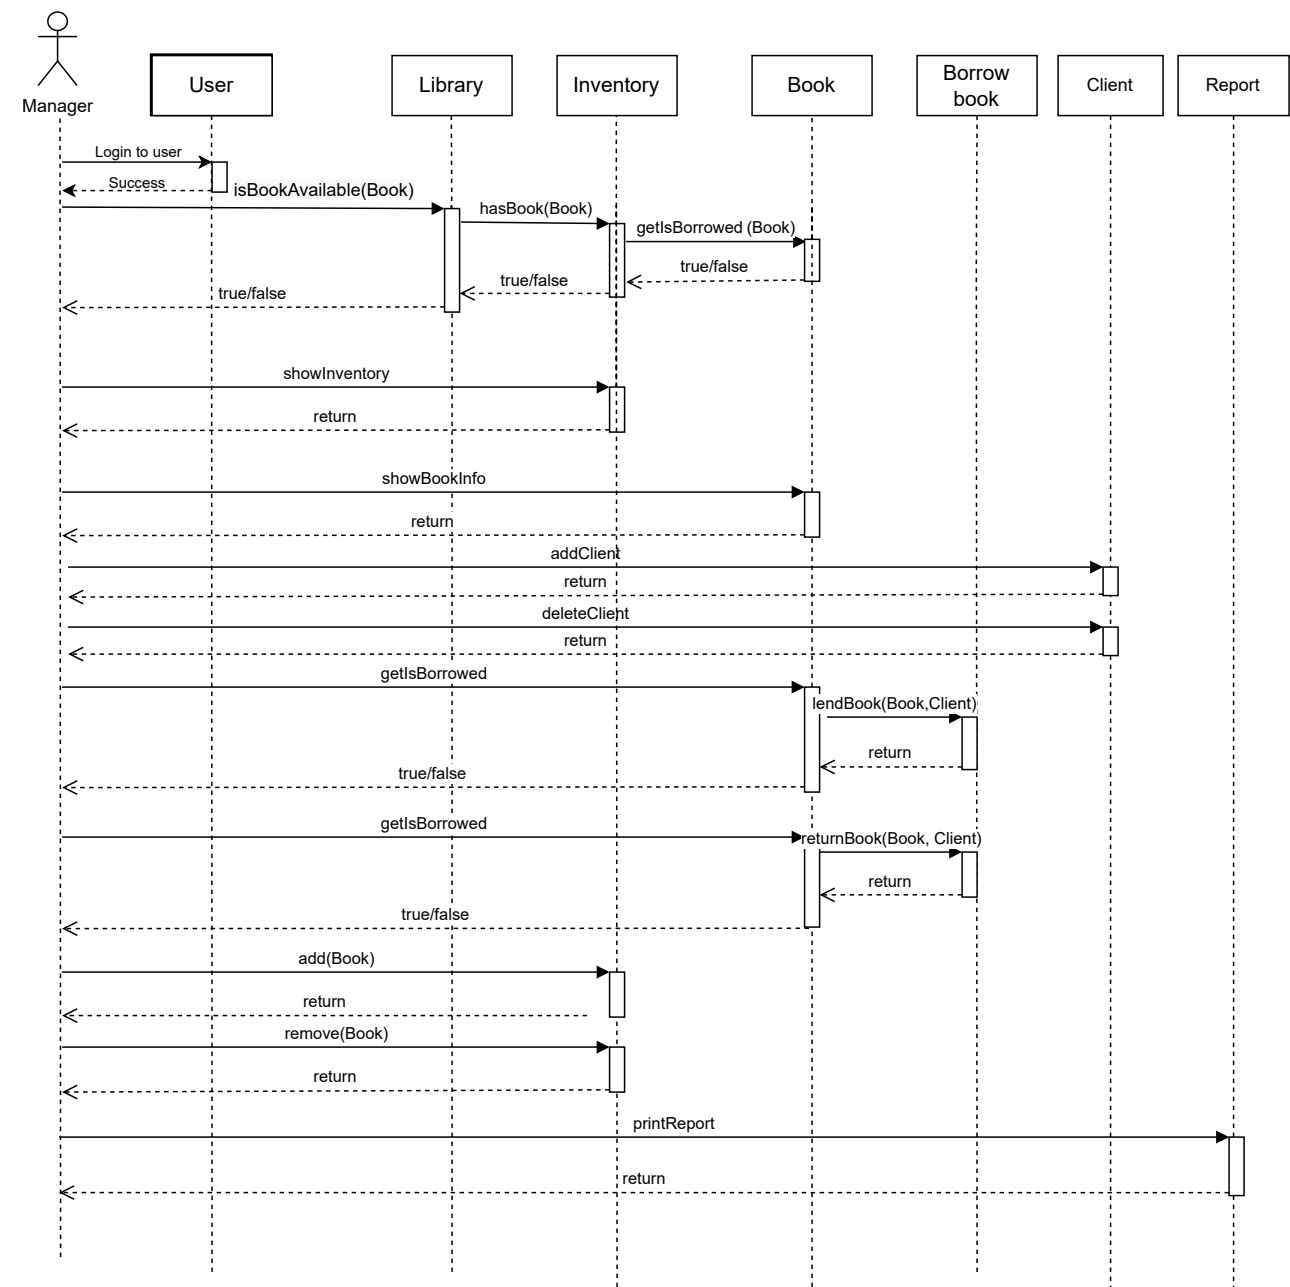 Manager
User
Library
Inventory
Book
Borrow
book
Client
Report
Login to user
Success
isBookAvailable(Book)
hasBook(Book)
getIsBorrowed (Book)
true/false
true/false
true/false
showInventory
return
showBookInfo
return
addClient
return
deleteClient
return
getIsBorrowed
lendBook(Book,Client)
return
true/false
getIsBorrowed
returnBook(Book, Client)
return
true/false
add(Book)
return
remove(Book)
return
printReport
return